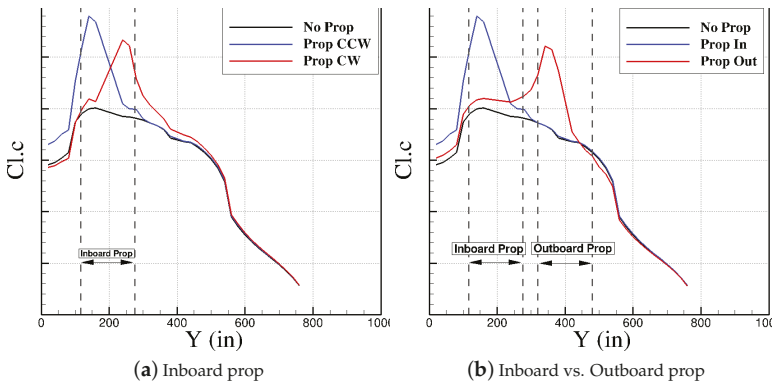 No Prop
Prop CCW
Prop CW
Cl.c
Inboard Prop
0 200 400 600 800 1000
Y (in)
(a) Inboard prop
No Prop
Prop In
Prop Out
Cl.c
Inboard Prop
Outboard Prop
0 200 400 600 800 1000
Y (in)
(b) Inboard vs. Outboard prop